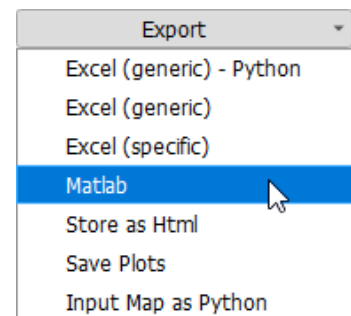 Export
Excel (generic) - Python
Excel (generic)
Excel (specific)
Matlab
Store as Html
Save Plots
Input Map as Python